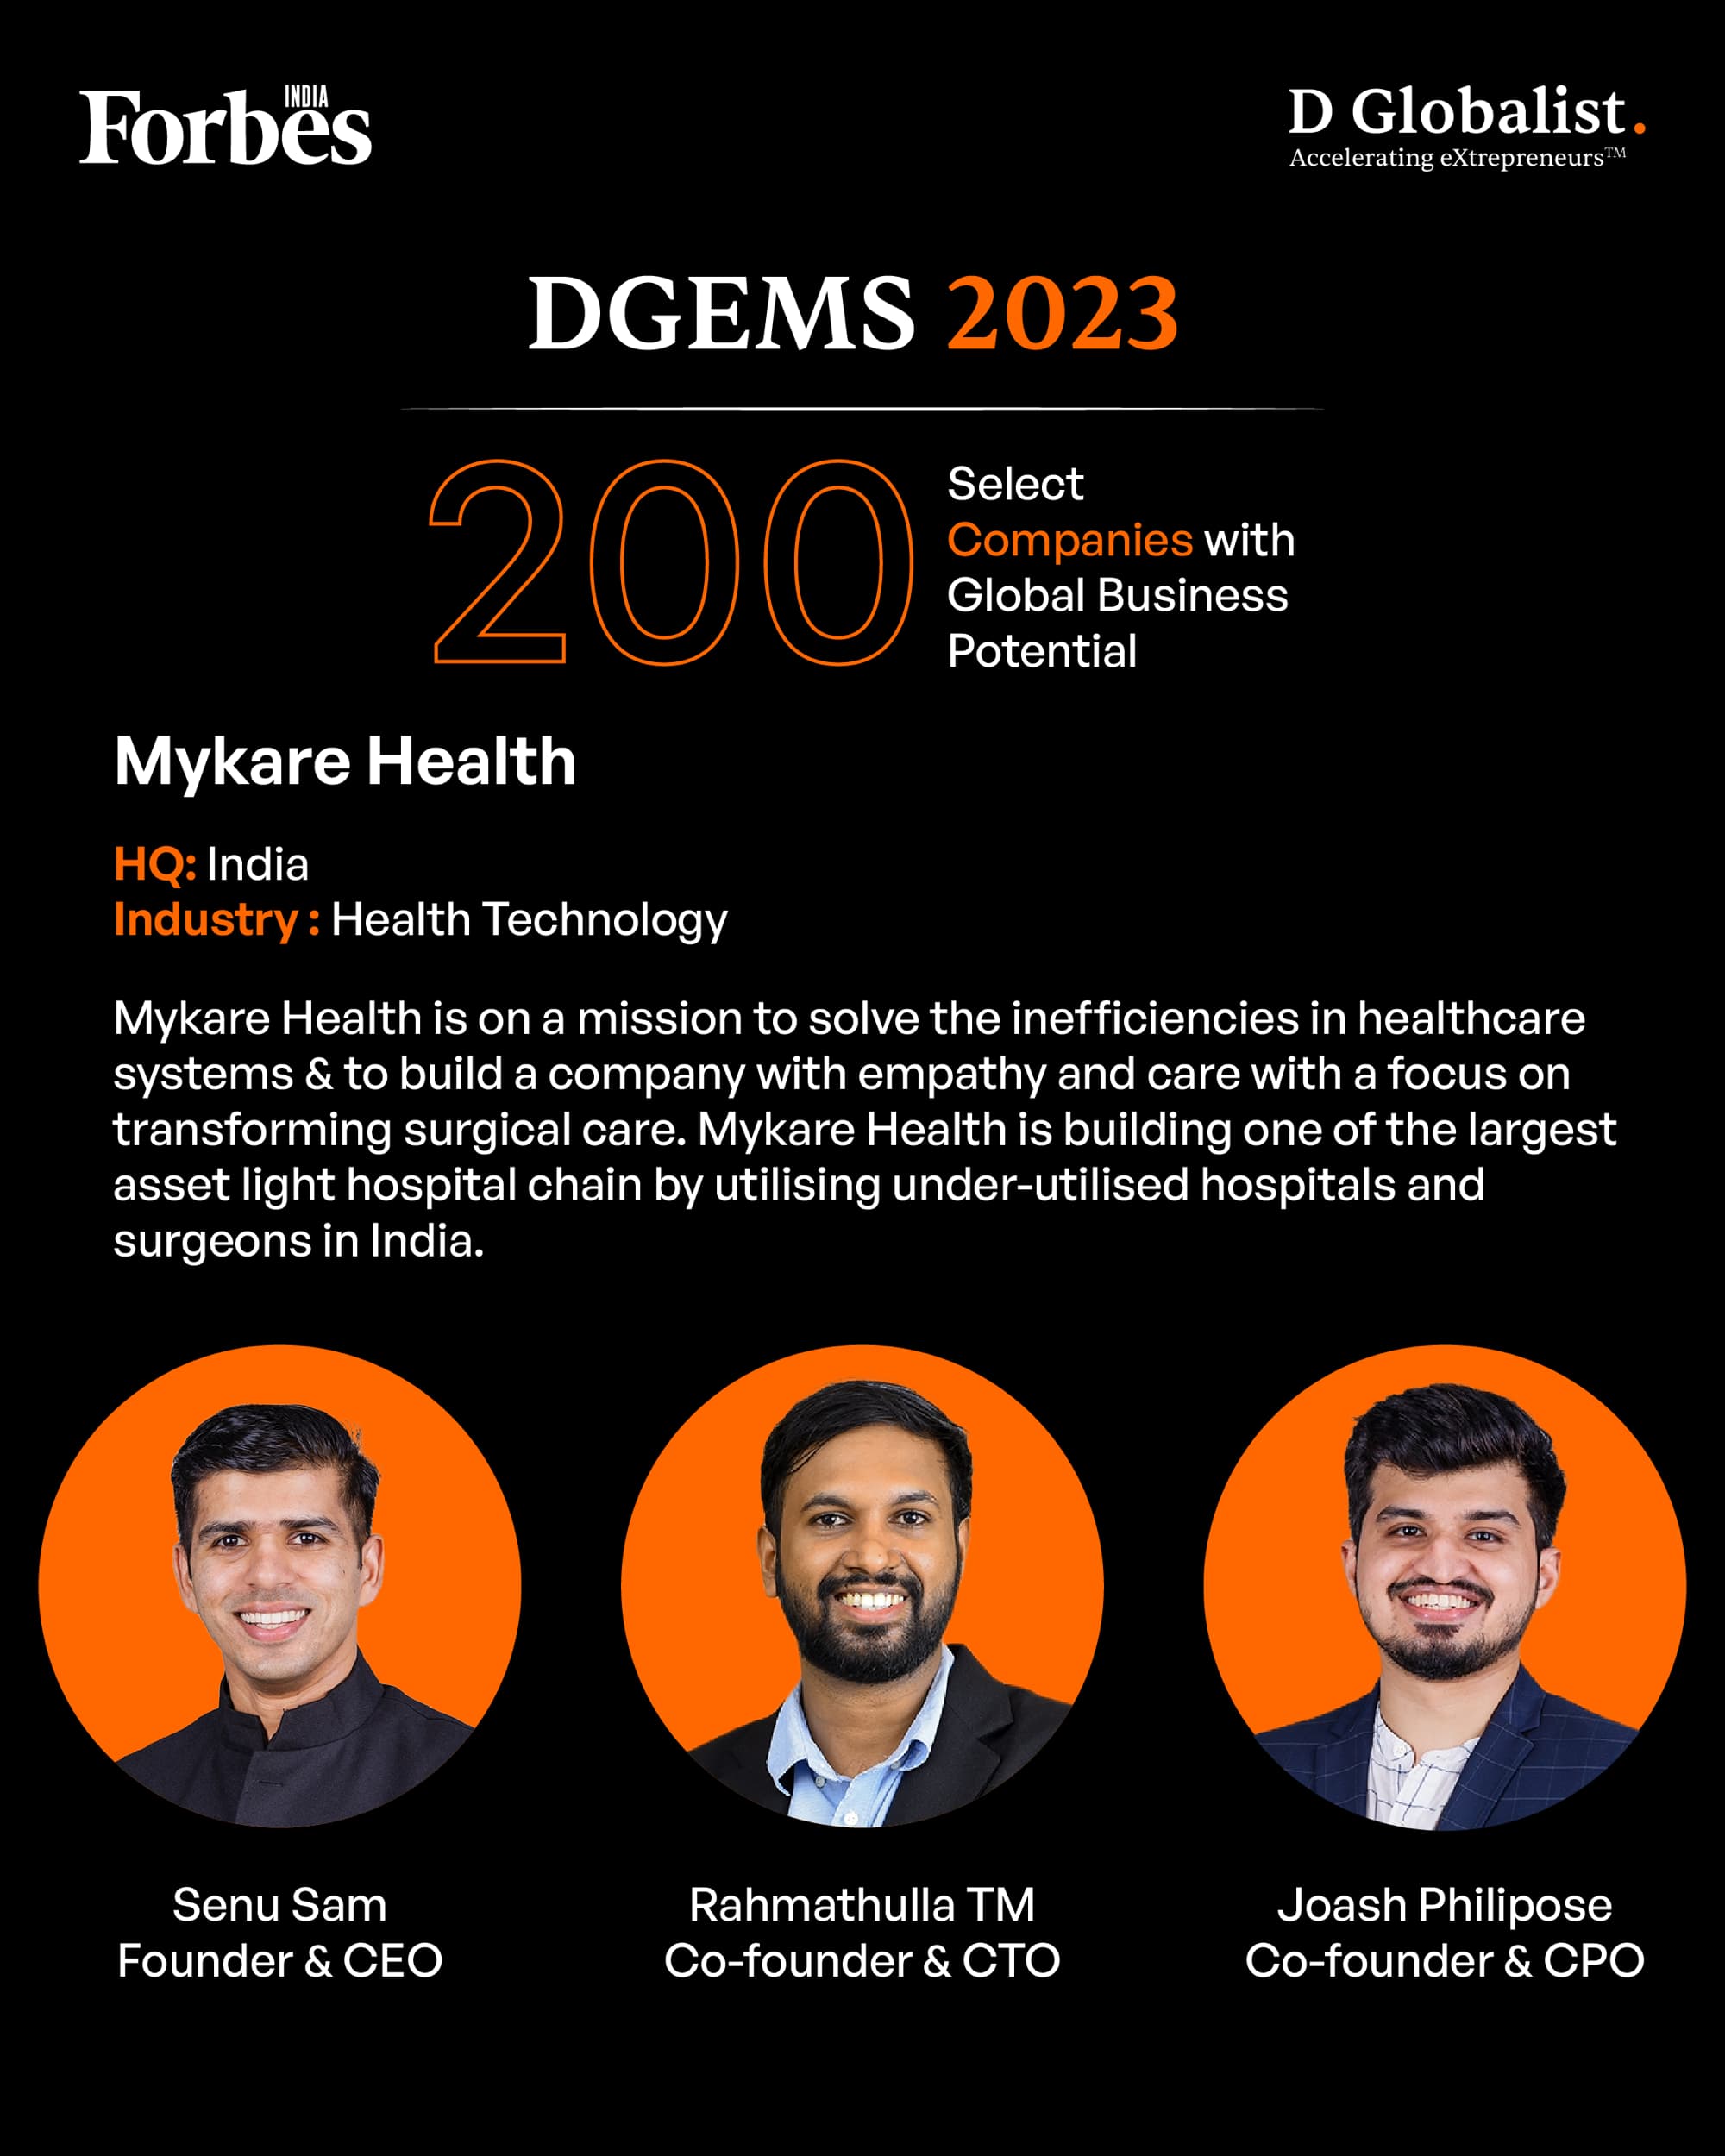 Forbes INDIA
D Globalist.
Accelerating eXtrepreneurs™
DGEMS 2023
200
Select
Companies with
Global Business
Potential
Mykare Health
HQ: India
Industry : Health Technology
Mykare Health is on a mission to solve the inefficiencies in healthcare
systems & to build a company with empathy and care with a focus on
transforming surgical care. Mykare Health is building one of the largest
asset light hospital chain by utilising under-utilised hospitals and
surgeons in India.
Senu Sam
Founder & CEO
Rahmathulla TM
Co-founder & CTO
Joash Philipose
Co-founder & CPO